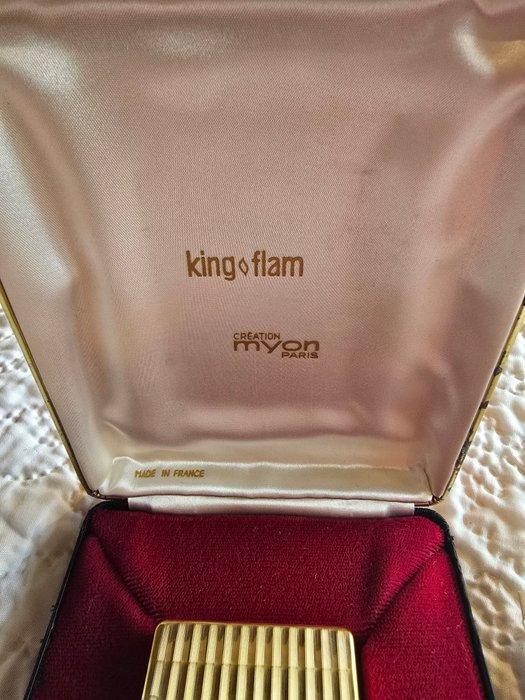 king flam
CRÉATION
myon
PARIS
MADE IN FRANCE